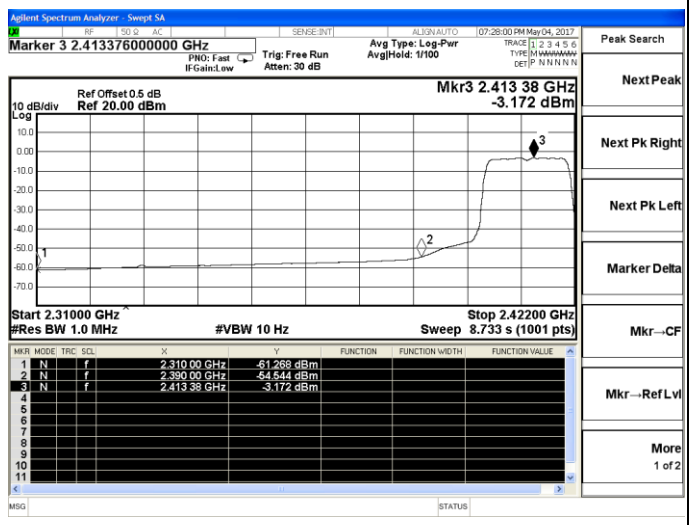 Agilent Spectrum Analyzer - Swept SA
RF 50 Ω AC SENSE:INT ALIGN AUTO 07:28:00 PM May 04, 2017
Marker 3 2.413376000000 GHz
PNO: Fast
IFGain:Low
Trig: Free Run
Atten: 30 dB
Avg Type: Log-Pwr
Avg|Hold: 1/100
TRACE 1 2 3 4 5 6
TYPE M WWWWW
DET P N N N N N
Peak Search
Next Peak
Next Pk Right
Next Pk Left
Marker Delta
Mkr→CF
Mkr→Ref Lvl
More
1 of 2
Ref Offset 0.5 dB
10 dB/div Ref 20.00 dBm
Mkr3 2.413 38 GHz
-3.172 dBm
Log
10.0
0.00
-10.0
-20.0
-30.0
-40.0
-50.0
-60.0
-70.0
1
2
3
Start 2.31000 GHz Stop 2.42200 GHz
#Res BW 1.0 MHz #VBW 10 Hz Sweep 8.733 s (1001 pts)
MKR MODE TRC SCL X Y FUNCTION FUNCTION WIDTH FUNCTION VALUE
1 N f 2.310 00 GHz -61.268 dBm
2 N f 2.390 00 GHz -54.544 dBm
3 N f 2.413 38 GHz -3.172 dBm
4
5
6
7
8
9
10
11
MSG STATUS